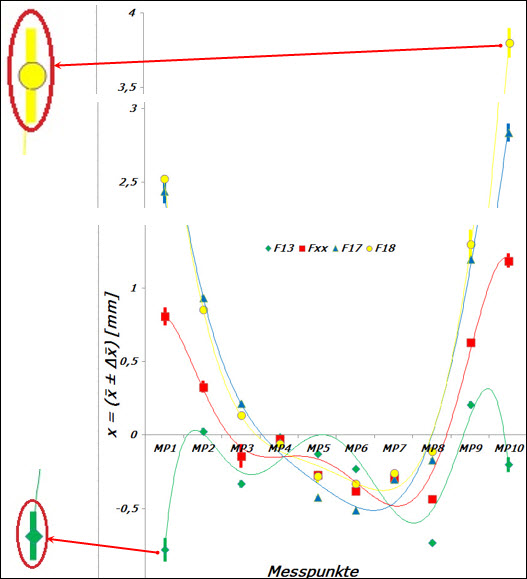 4
3,5
3
2,5
F13 Fxx F17 F18
1
0,5
0
MP1 MP2 MP3 MP4 MP5 MP6 MP7 MP8 MP9 MP10
-0,5
x = (x̄ ± Δx̄) [mm]
Messpunkte